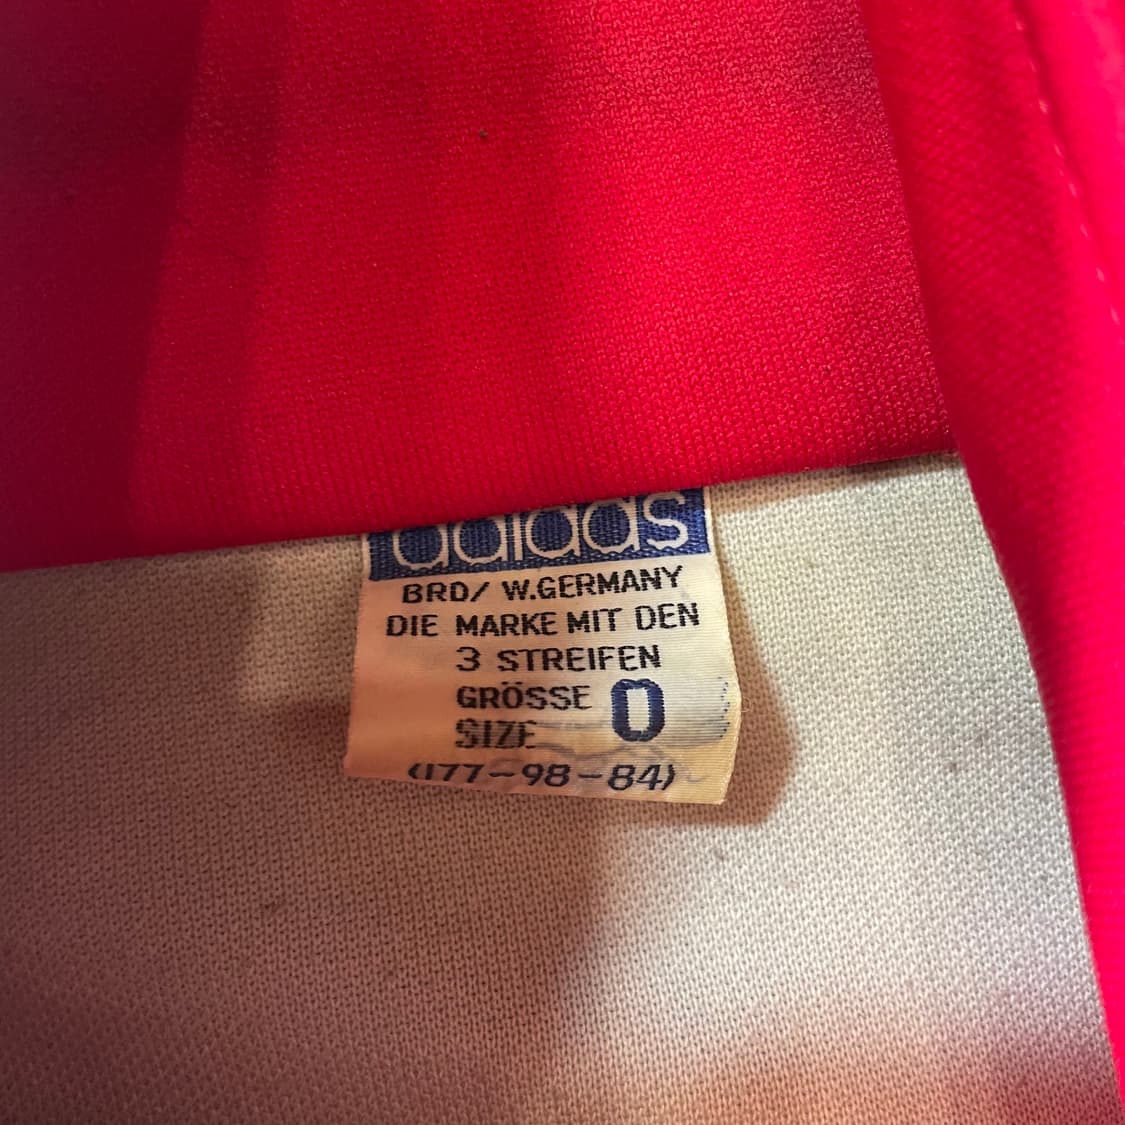 adidas
BRD/ W.GERMANY
DIE MARKE MIT DEN
3 STREIFEN
GRÖSSE 0
SIZE
(177-98-84)